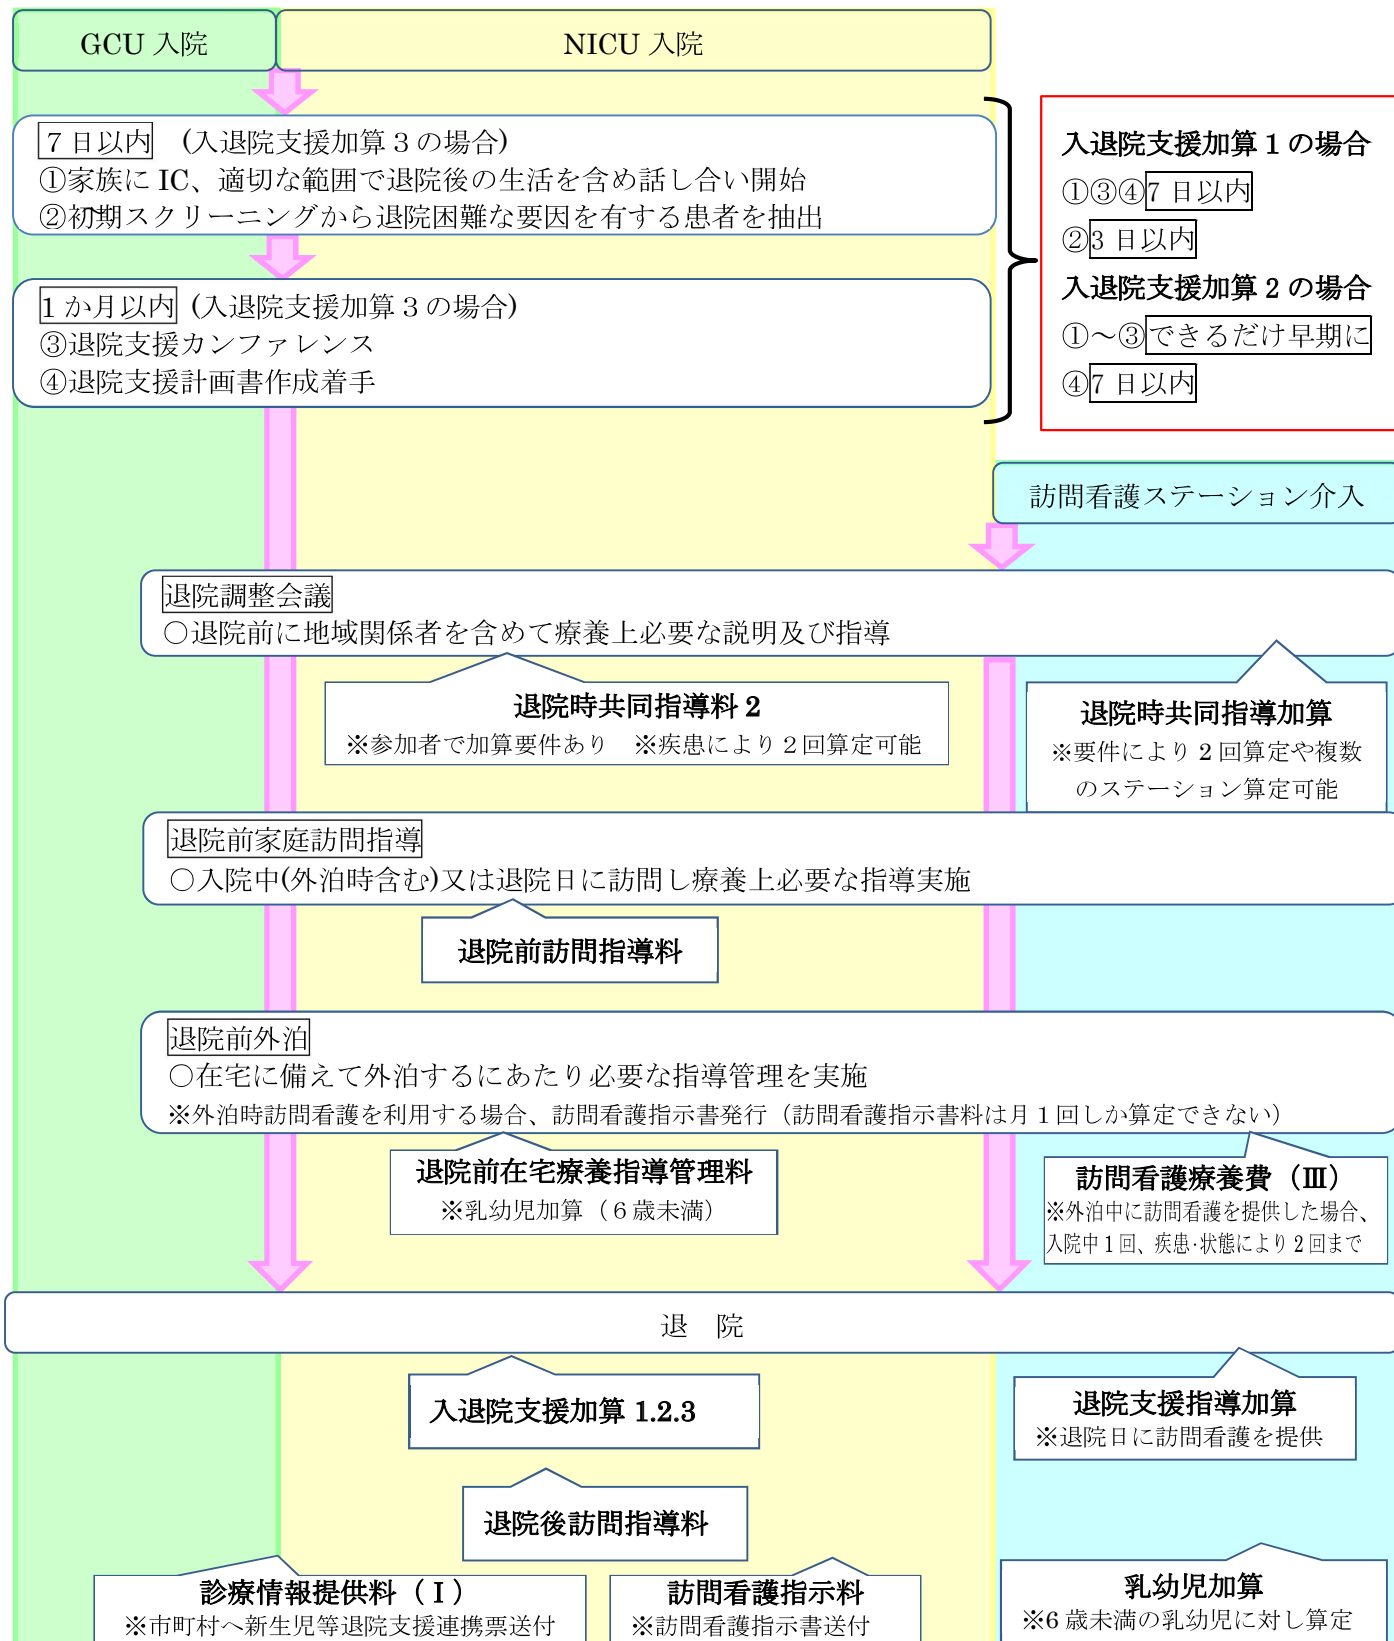 GCU 入院
NICU 入院
7 日以内　(入退院支援加算 3 の場合)
①家族に IC、適切な範囲で退院後の生活を含め話し合い開始
②初期スクリーニングから退院困難な要因を有する患者を抽出
1 か月以内 (入退院支援加算 3 の場合)
③退院支援カンファレンス
④退院支援計画書作成着手
入退院支援加算 1 の場合
①③④7 日以内
②3 日以内
入退院支援加算 2 の場合
①～③できるだけ早期に
④7 日以内
訪問看護ステーション介入
退院調整会議
○退院前に地域関係者を含めて療養上必要な説明及び指導
退院時共同指導料 2
※参加者で加算要件あり　※疾患により 2 回算定可能
退院時共同指導加算
※要件により 2 回算定や複数
のステーション算定可能
退院前家庭訪問指導
○入院中(外泊時含む)又は退院日に訪問し療養上必要な指導実施
退院前訪問指導料
退院前外泊
○在宅に備えて外泊するにあたり必要な指導管理を実施
※外泊時訪問看護を利用する場合、訪問看護指示書発行（訪問看護指示書料は月 1 回しか算定できない）
退院前在宅療養指導管理料
※乳幼児加算（6 歳未満）
訪問看護療養費（Ⅲ）
※外泊中に訪問看護を提供した場合、
入院中 1 回、疾患・状態により 2 回まで
退　院
入退院支援加算 1.2.3
退院支援指導加算
※退院日に訪問看護を提供
退院後訪問指導料
診療情報提供料（Ⅰ）
※市町村へ新生児等退院支援連携票送付
訪問看護指示料
※訪問看護指示書送付
乳幼児加算
※6 歳未満の乳幼児に対し算定